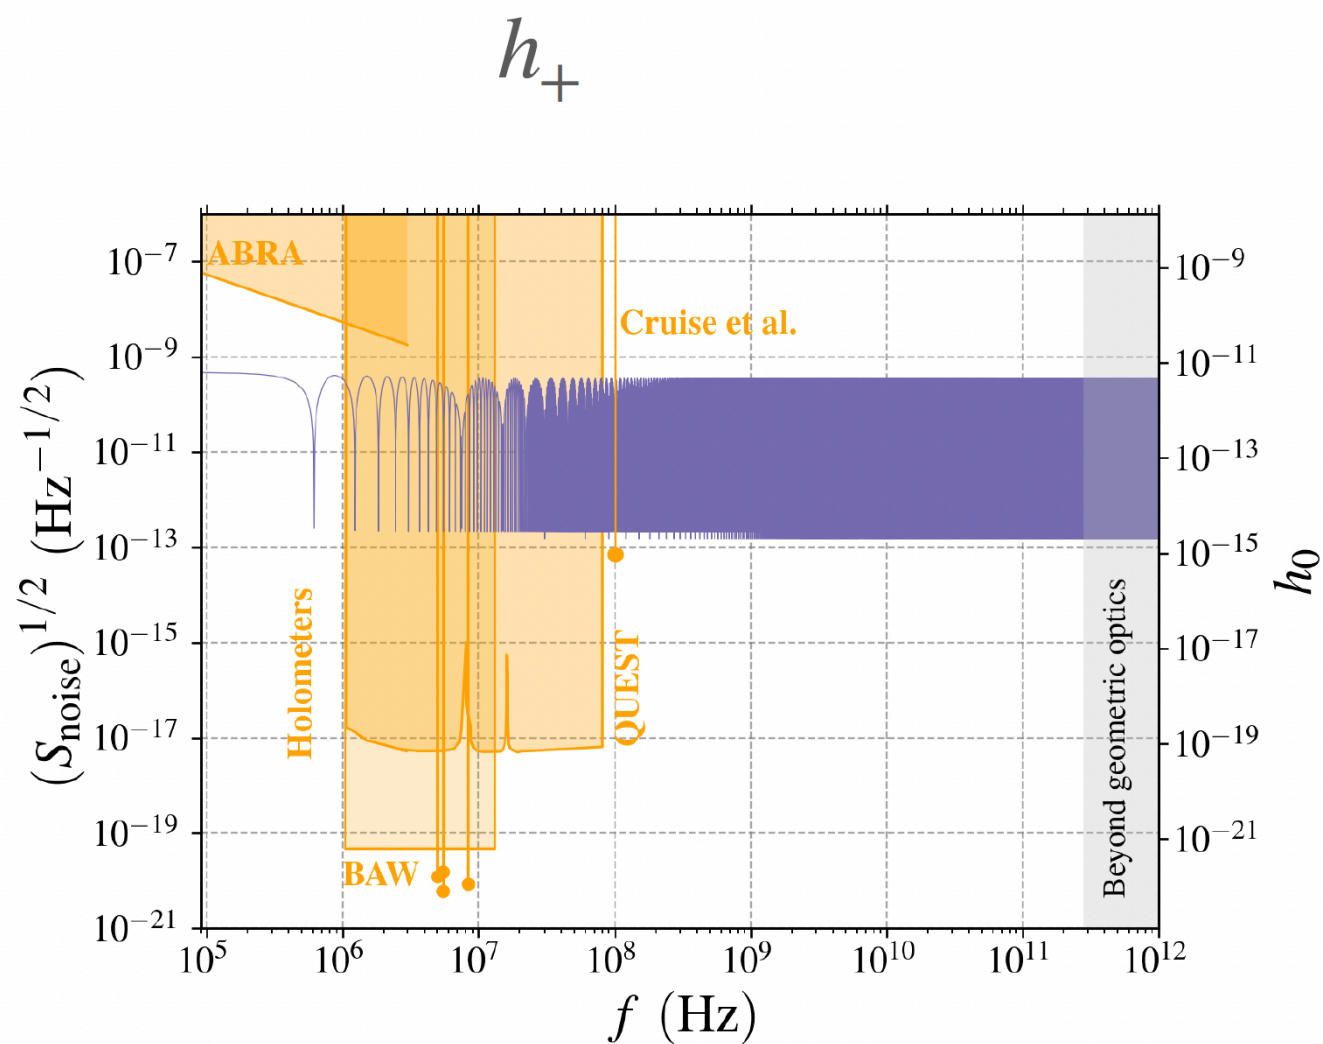 h₊
ABRA
Cruise et al.
Holometers
QUEST
BAW
Beyond geometric optics
10⁻⁷
10⁻⁹
10⁻¹¹
10⁻¹³
10⁻¹⁵
10⁻¹⁷
10⁻¹⁹
10⁻²¹
(S_noise)^1/2 (Hz^−1/2)
10⁻⁹
10⁻¹¹
10⁻¹³
10⁻¹⁵
10⁻¹⁷
10⁻¹⁹
10⁻²¹
h₀
10⁵ 10⁶ 10⁷ 10⁸ 10⁹ 10¹⁰ 10¹¹ 10¹²
f (Hz)